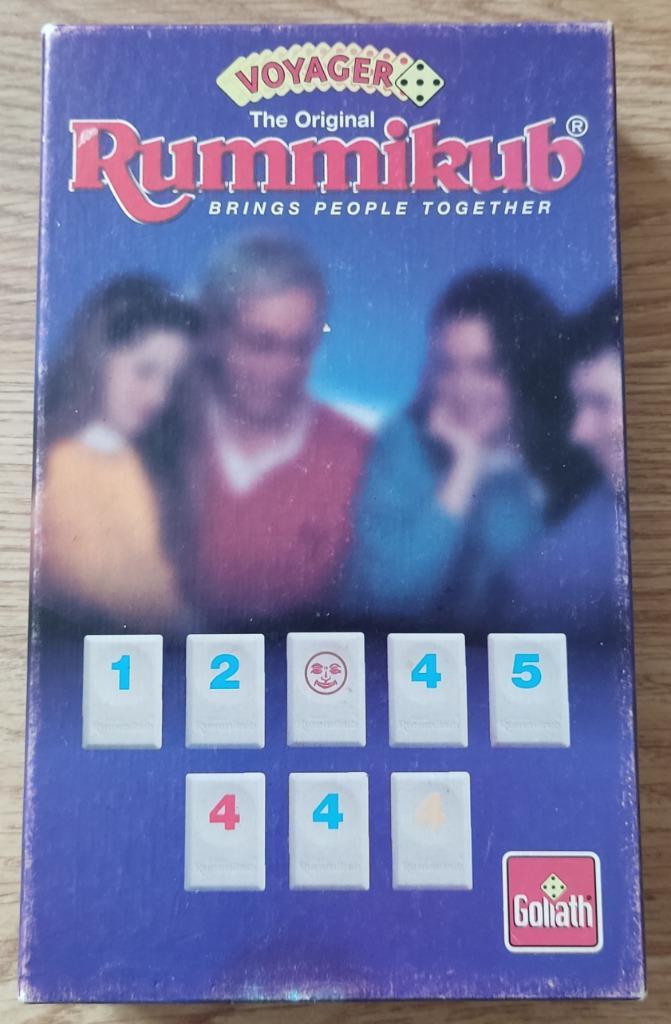 VOYAGER
The Original
Rummikub®
BRINGS PEOPLE TOGETHER
1 2 4 5
4 4 4
Goliath